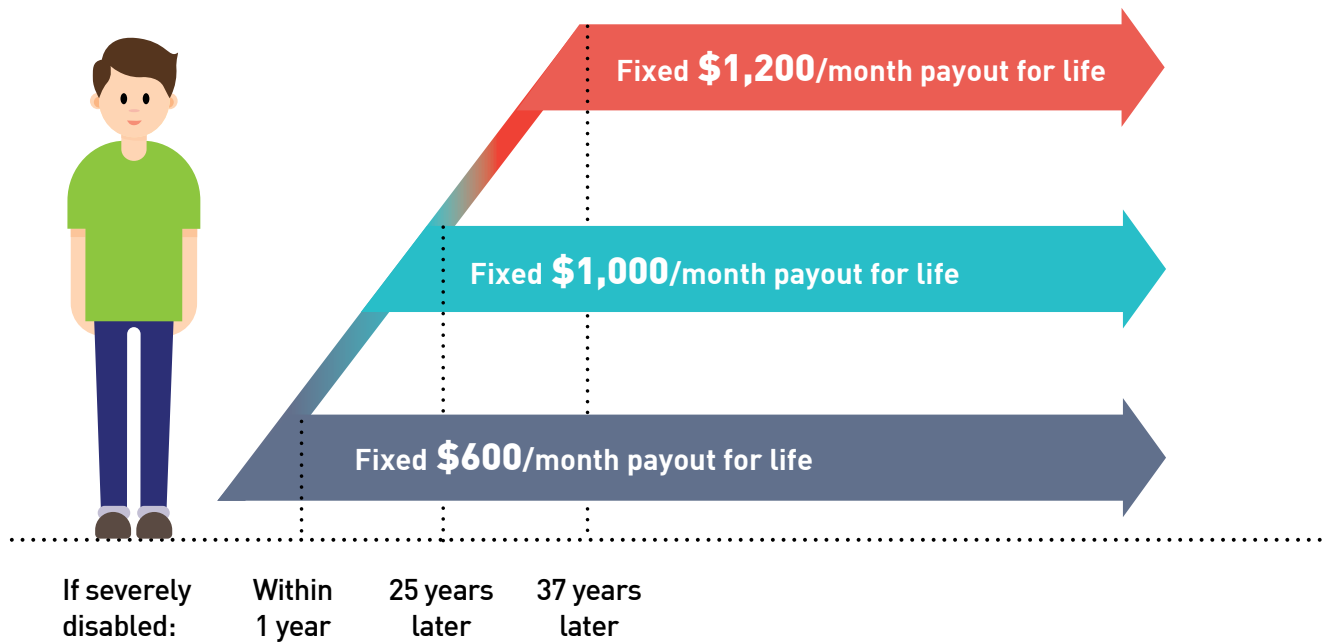 Fixed $1,200/month payout for life
Fixed $1,000/month payout for life
Fixed $600/month payout for life
If severely
disabled:
Within
1 year
25 years
later
37 years
later